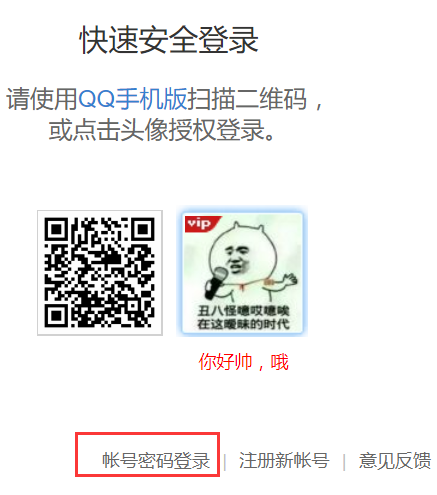 快速安全登录
请使用QQ手机版扫描二维码，
或点击头像授权登录。
vip
丑八怪噫哎噫唉
在这暧昧的时代
你好帅，哦
帐号密码登录 | 注册新帐号 | 意见反馈